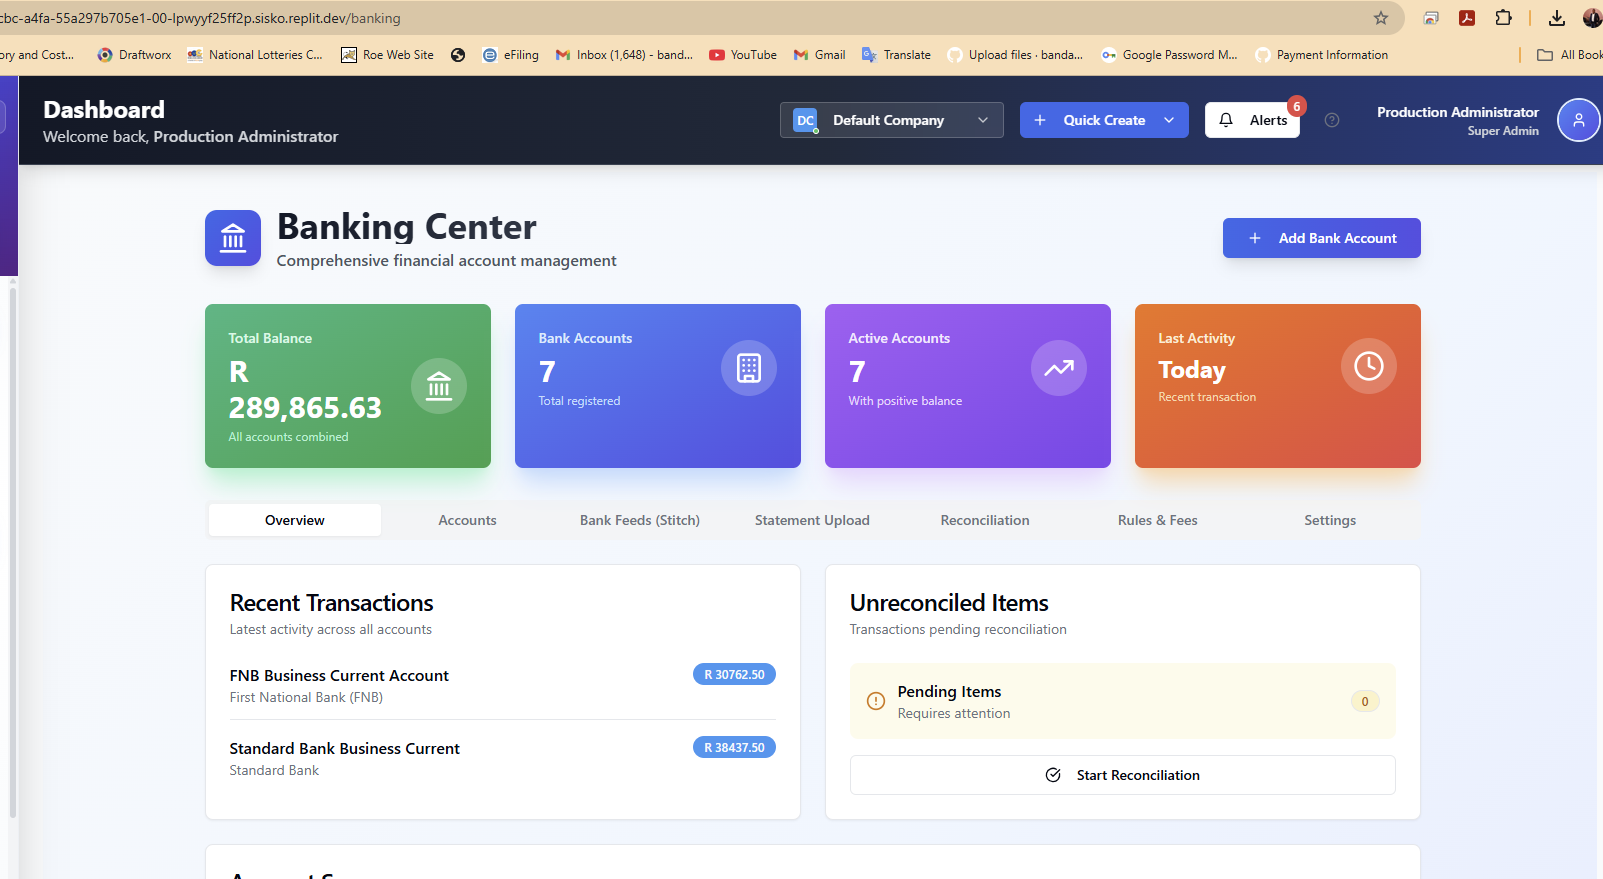 cbc-a4fa-55a297b705e1-00-lpwyyf25ff2p.sisko.replit.dev/banking
ory and Cost...
Draftworx
National Lotteries C...
Roe Web Site
eFiling
Inbox (1,648) - band...
YouTube
Gmail
Translate
Upload files · banda...
Google Password M...
Payment Information
All Book
Dashboard
Welcome back, Production Administrator
DC
Default Company
Quick Create
Alerts
6
Production Administrator
Super Admin
Banking Center
Comprehensive financial account management
Add Bank Account
Total Balance
R
289,865.63
All accounts combined
Bank Accounts
7
Total registered
Active Accounts
7
With positive balance
Last Activity
Today
Recent transaction
Overview
Accounts
Bank Feeds (Stitch)
Statement Upload
Reconciliation
Rules & Fees
Settings
Recent Transactions
Latest activity across all accounts
FNB Business Current Account
R 30762.50
First National Bank (FNB)
Standard Bank Business Current
R 38437.50
Standard Bank
Unreconciled Items
Transactions pending reconciliation
Pending Items
Requires attention
0
Start Reconciliation